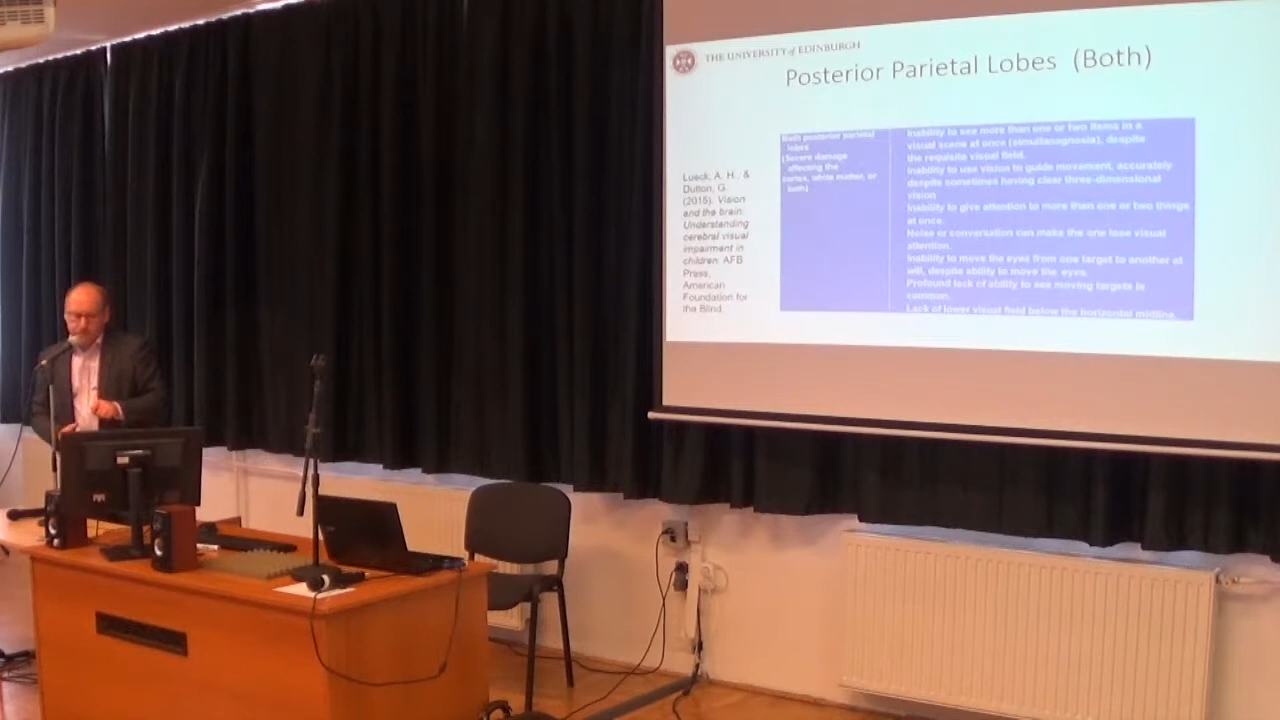 THE UNIVERSITY of EDINBURGH
Posterior Parietal Lobes (Both)
Lueck, A. H., &
Dutton, G.
(2015). Vision
and the brain:
Understanding
cerebral visual
impairment in
children. AFB
Press,
American
Foundation for
the Blind.
Both posterior parietal
lobes
(Severe damage
affecting the
cortex, white matter, or
both)
Inability to see more than one or two items in a
visual scene at once (simultanagnosia), despite
the requisite visual field.
Inability to use vision to guide movement, accurately
despite sometimes having clear three-dimensional
vision
Inability to give attention to more than one or two things
at once.
Noise or conversation can make the one lose visual
attention.
Inability to move the eyes from one target to another at
will, despite ability to move the eyes.
Profound lack of ability to see moving targets is
common.
Lack of lower visual field below the horizontal midline.